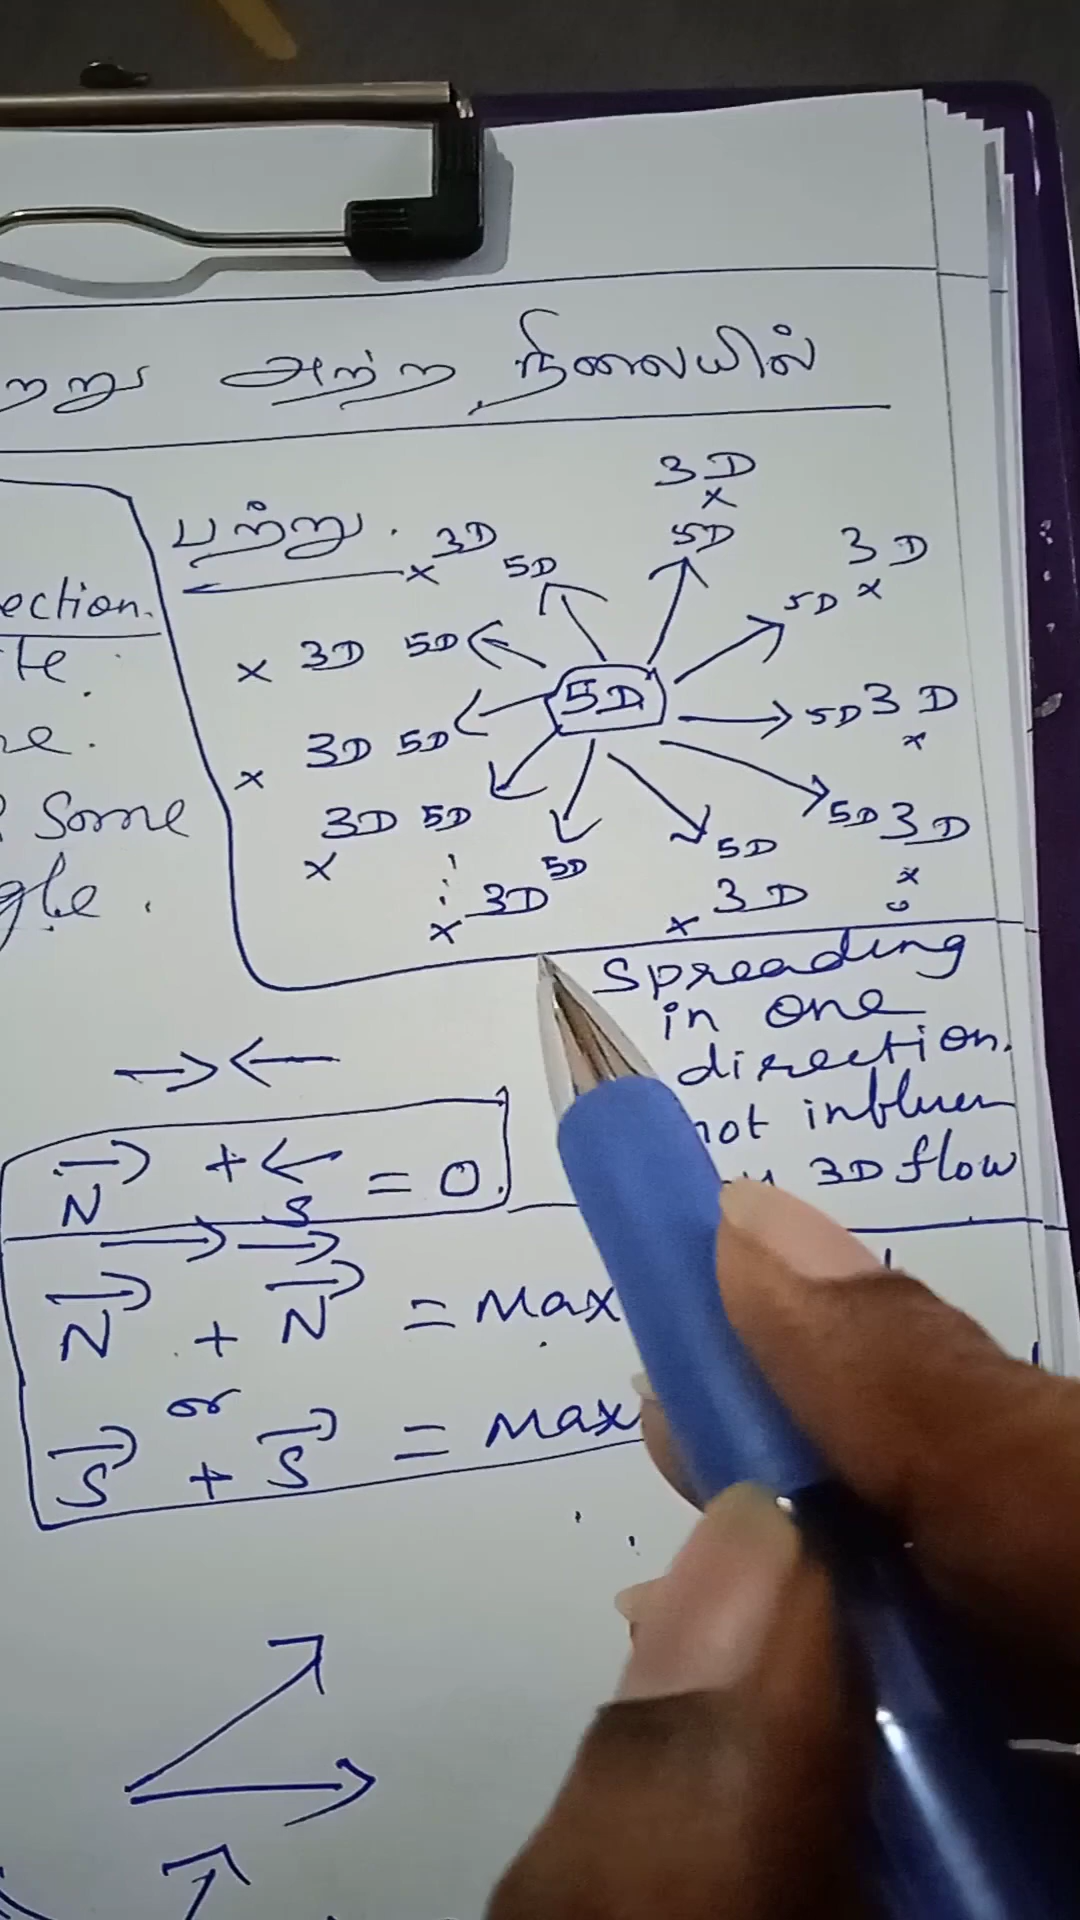 அற்ற நிலையில்
பற்று.
3D
x
5D
3D
x
5D
3D
x
5D
x 3D 5D
5D
5D 3D
x
3D 5D
x
5D 3D
x
3D 5D
x
5D
3D
x
5D
3D
x
ection.
te.
e.
Some
gle.
Spreading
in one
direction.
not influen
3D flow
N + S = 0.
N + N = Max
or
S + S = Max